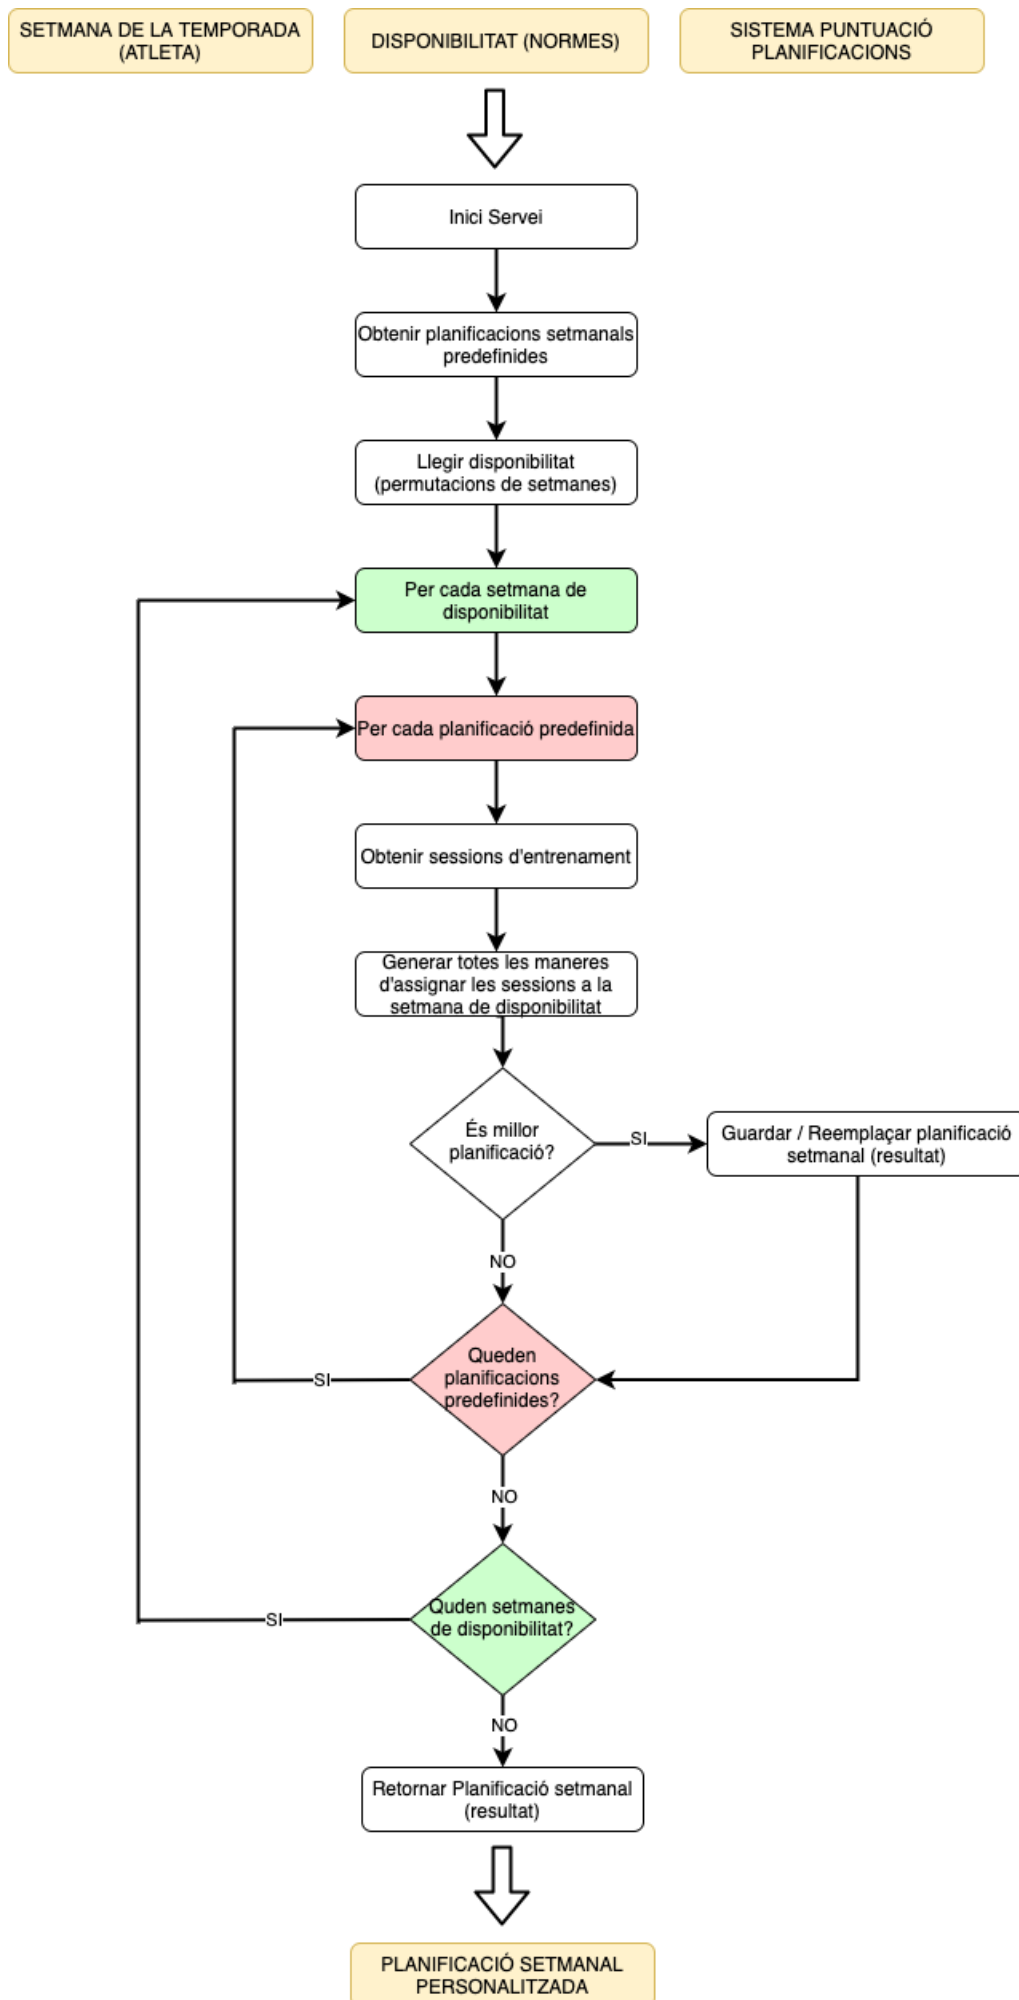 SETMANA DE LA TEMPORADA
(ATLETA)
DISPONIBILITAT (NORMES)
SISTEMA PUNTUACIÓ
PLANIFICACIONS
Inici Servei
Obtenir planificacions setmanals
predefinides
Llegir disponibilitat
(permutacions de setmanes)
Per cada setmana de
disponibilitat
Per cada planificació predefinida
Obtenir sessions d'entrenament
Generar totes les maneres
d'assignar les sessions a la
setmana de disponibilitat
És millor
planificació?
SI
Guardar / Reemplaçar planificació
setmanal (resultat)
NO
Queden
planificacions
predefinides?
SI
NO
Quden setmanes
de disponibilitat?
SI
NO
Retornar Planificació setmanal
(resultat)
PLANIFICACIÓ SETMANAL
PERSONALITZADA